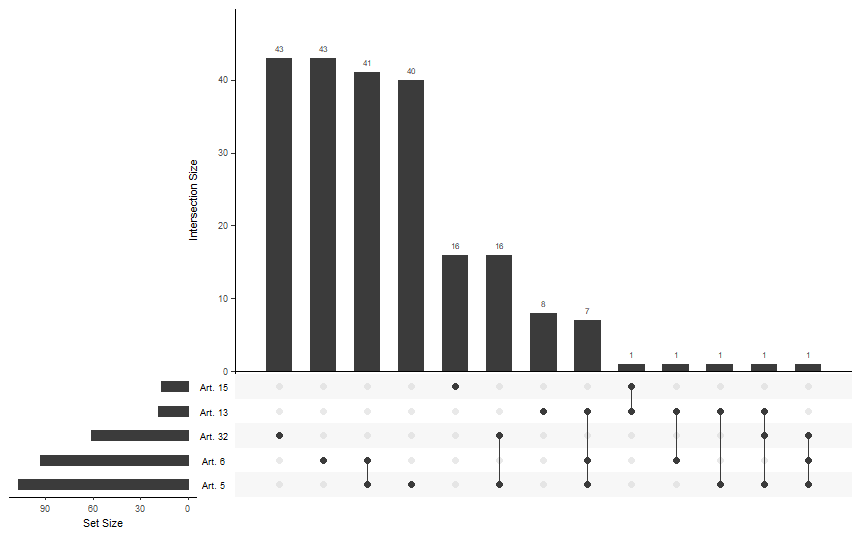 43 43 41 40 16 16 8 7 1 1 1 1 1
Intersection Size
40
30
20
10
0
Art. 15
Art. 13
Art. 32
Art. 6
Art. 5
90 60 30 0
Set Size